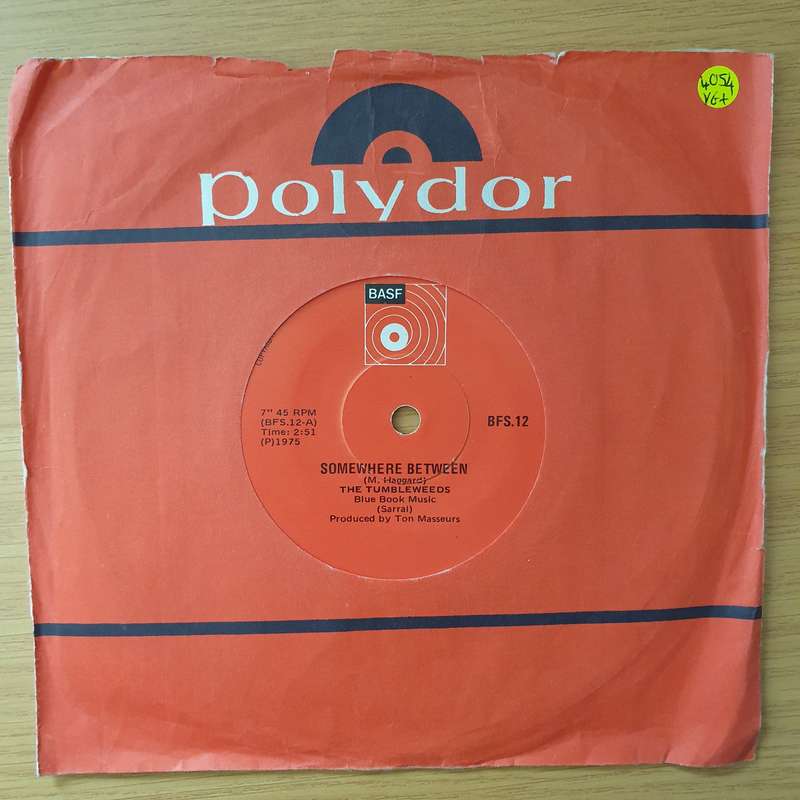 4054
VG+
polydor
BASF
7" 45 RPM
(BFS.12-A)
Time: 2:51
(P)1975
BFS.12
SOMEWHERE BETWEEN
(M. Haggard)
THE TUMBLEWEEDS
Blue Book Music
(Sarral)
Produced by Ton Masseurs